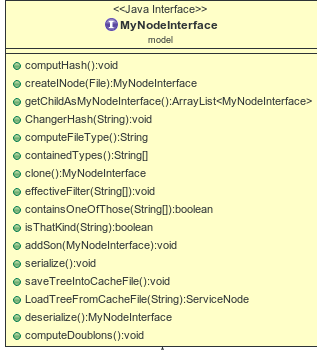 <<Java Interface>>
I MyNodeInterface
model
computHash():void
createINode(File):MyNodeInterface
getChildAsMyNodeInterface():ArrayList<MyNodeInterface>
ChangerHash(String):void
computeFileType():String
containedTypes():String[]
clone():MyNodeInterface
effectiveFilter(String[]):void
containsOneOfThose(String[]):boolean
isThatKind(String):boolean
addSon(MyNodeInterface):void
serialize():void
saveTreeIntoCacheFile():void
LoadTreeFromCacheFile(String):ServiceNode
deserialize():MyNodeInterface
computeDoublons():void